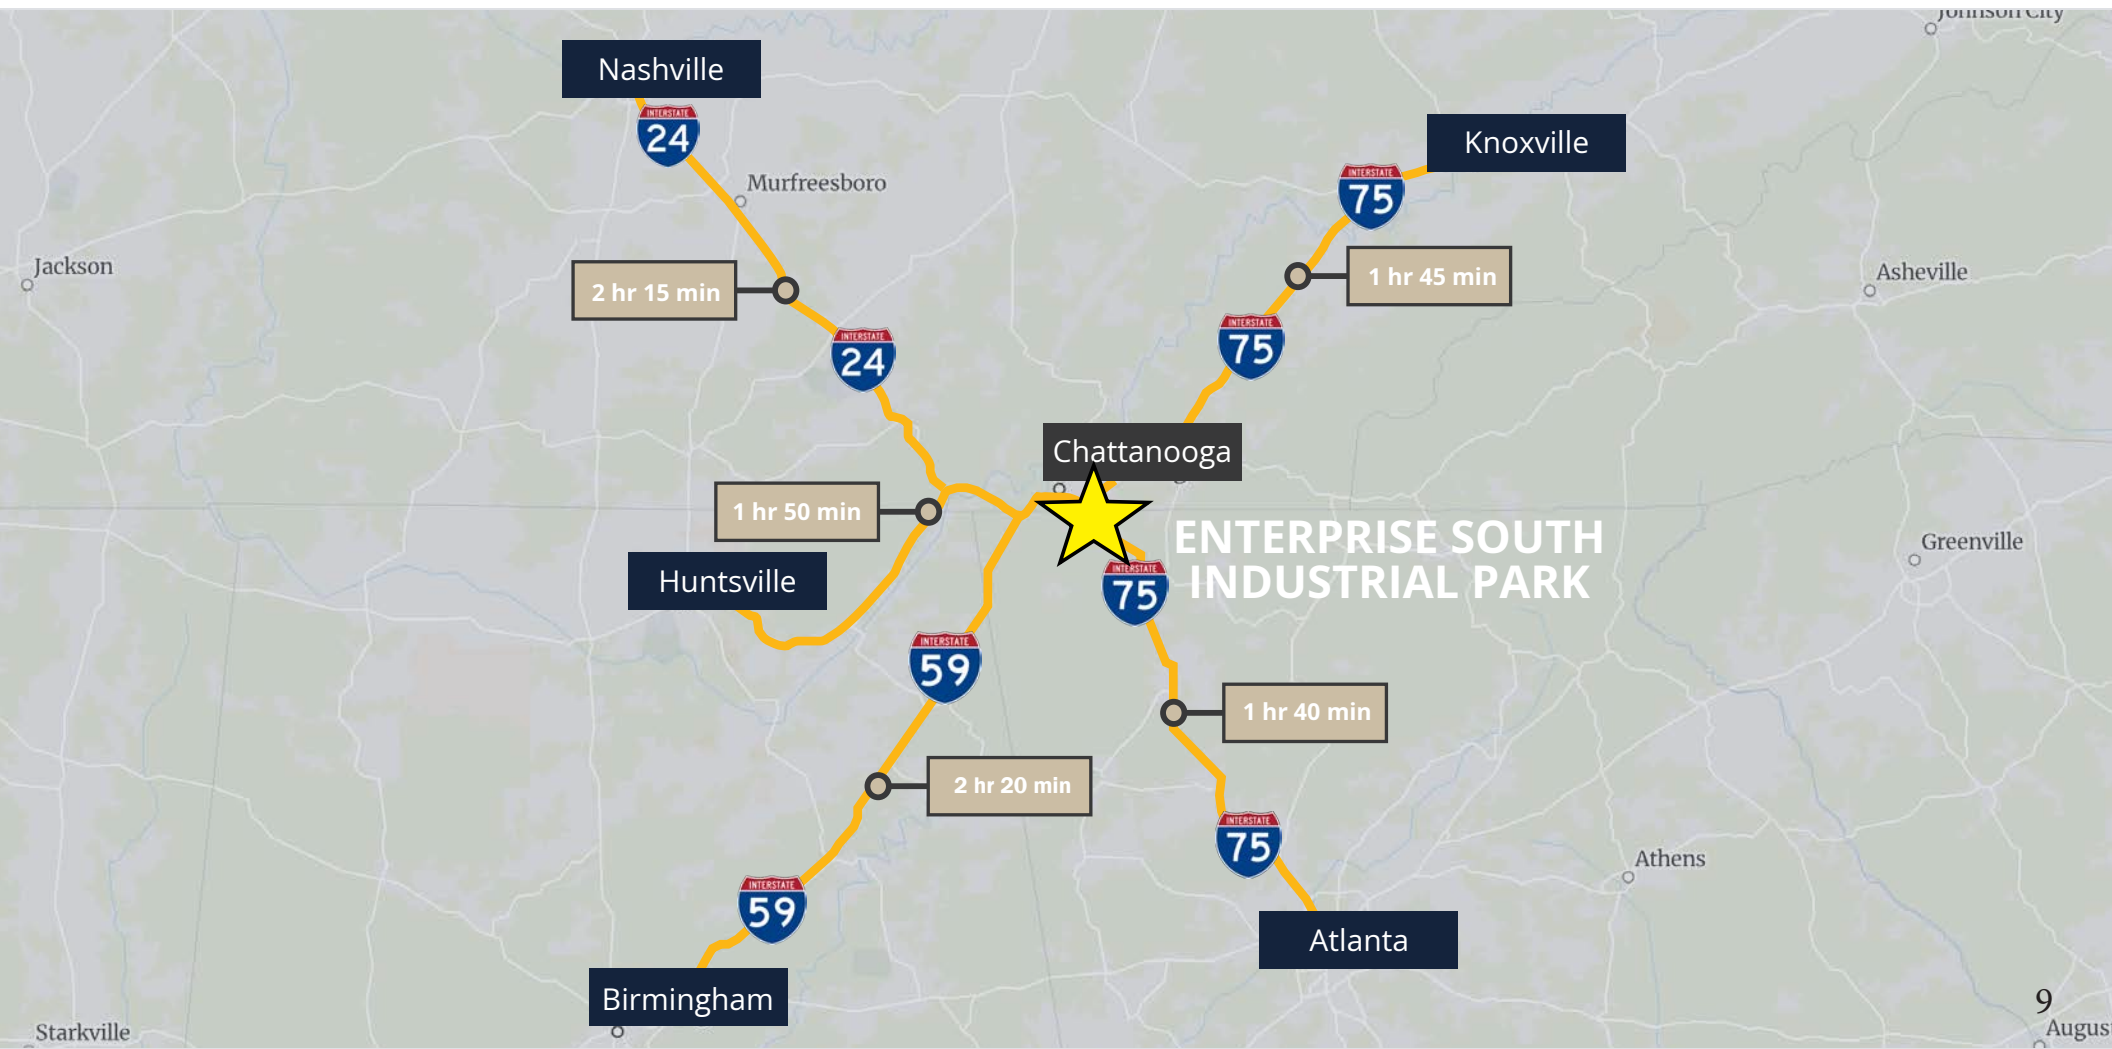 Johnson City
Nashville
INTERSTATE
24
Knoxville
INTERSTATE
75
Murfreesboro
Jackson
2 hr 15 min
1 hr 45 min
Asheville
INTERSTATE
24
INTERSTATE
75
Chattanooga
1 hr 50 min
ENTERPRISE SOUTH
INDUSTRIAL PARK
Greenville
Huntsville
INTERSTATE
75
INTERSTATE
59
1 hr 40 min
2 hr 20 min
INTERSTATE
75
Athens
INTERSTATE
59
Atlanta
Birmingham
9
Starkville
Augus